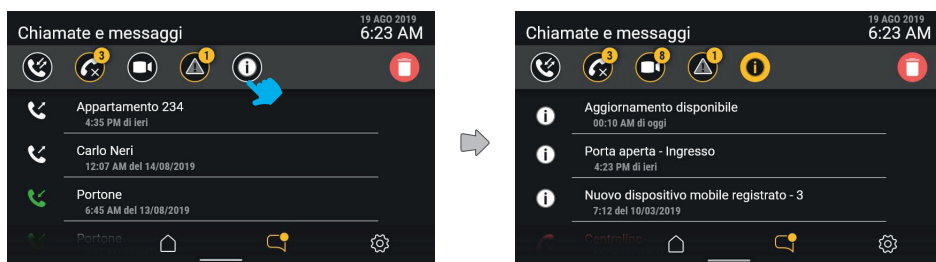 19 AGO 2019
Chiamate e messaggi
6:23 AM
3
1
Appartamento 234
4:35 PM di ieri
Carlo Neri
12:07 AM del 14/08/2019
Portone
6:45 AM del 13/08/2019
Portone
19 AGO 2019
Chiamate e messaggi
6:23 AM
3
8
1
Aggiornamento disponibile
00:10 AM di oggi
Porta aperta - Ingresso
4:23 PM di ieri
Nuovo dispositivo mobile registrato - 3
7:12 del 10/03/2019
Centralino